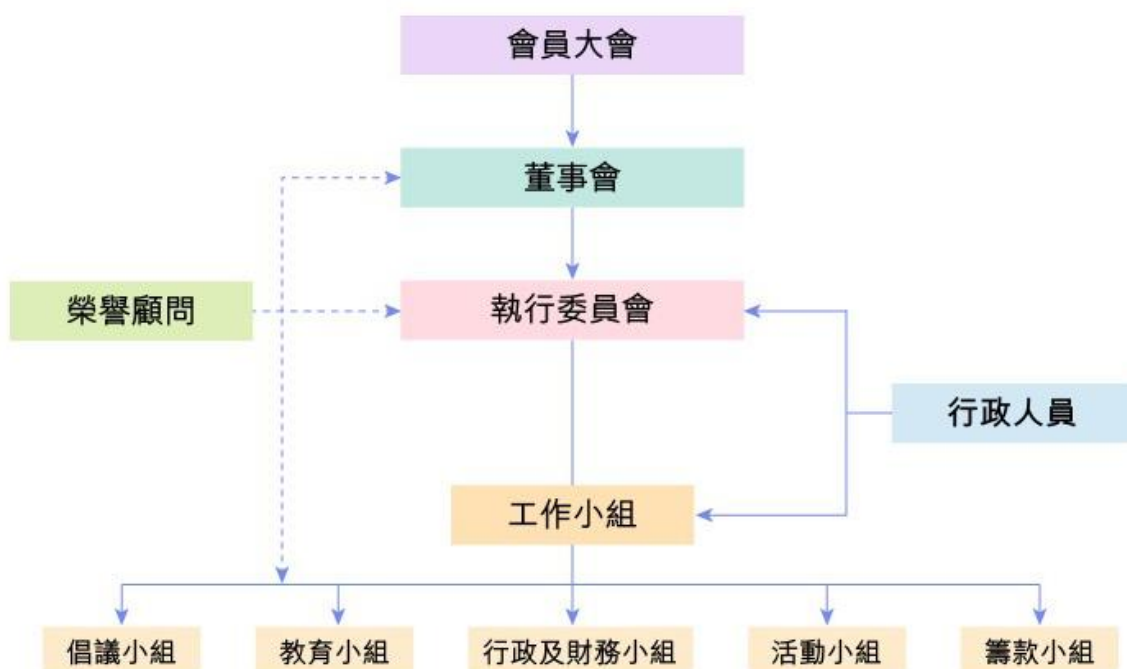 會員大會
董事會
榮譽顧問
執行委員會
行政人員
工作小組
倡議小組
教育小組
行政及財務小組
活動小組
籌款小組